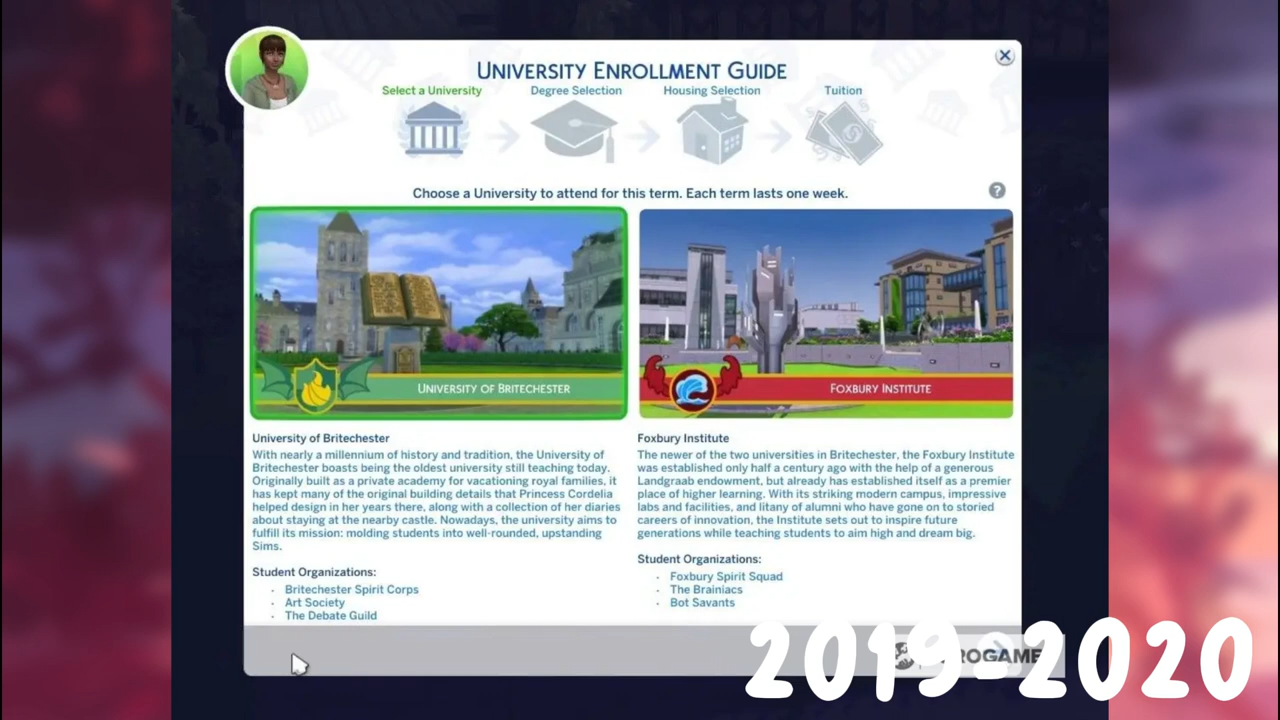 UNIVERSITY ENROLLMENT GUIDE
Select a University
Degree Selection
Housing Selection
Tuition
Choose a University to attend for this term. Each term lasts one week.
?
UNIVERSITY OF BRITECHESTER
FOXBURY INSTITUTE
University of Britechester
With nearly a millennium of history and tradition, the University of
Britechester boasts being the oldest university still teaching today.
Originally built as a private academy for vacationing royal families, it
has kept many of the original building details that Princess Cordelia
helped design in her years there, along with a collection of her diaries
about staying at the nearby castle. Nowadays, the university aims to
fulfill its mission: molding students into well-rounded, upstanding
Sims.
Student Organizations:
· Britechester Spirit Corps
· Art Society
· The Debate Guild
Foxbury Institute
The newer of the two universities in Britechester, the Foxbury Institute
was established only half a century ago with the help of a generous
Landgraab endowment, but already has established itself as a premier
place of higher learning. With its striking modern campus, impressive
labs and facilities, and litany of alumni who have gone on to storied
careers of innovation, the Institute sets out to inspire future
generations while teaching students to aim high and dream big.
Student Organizations:
· Foxbury Spirit Squad
· The Brainiacs
· Bot Savants
2019-2020